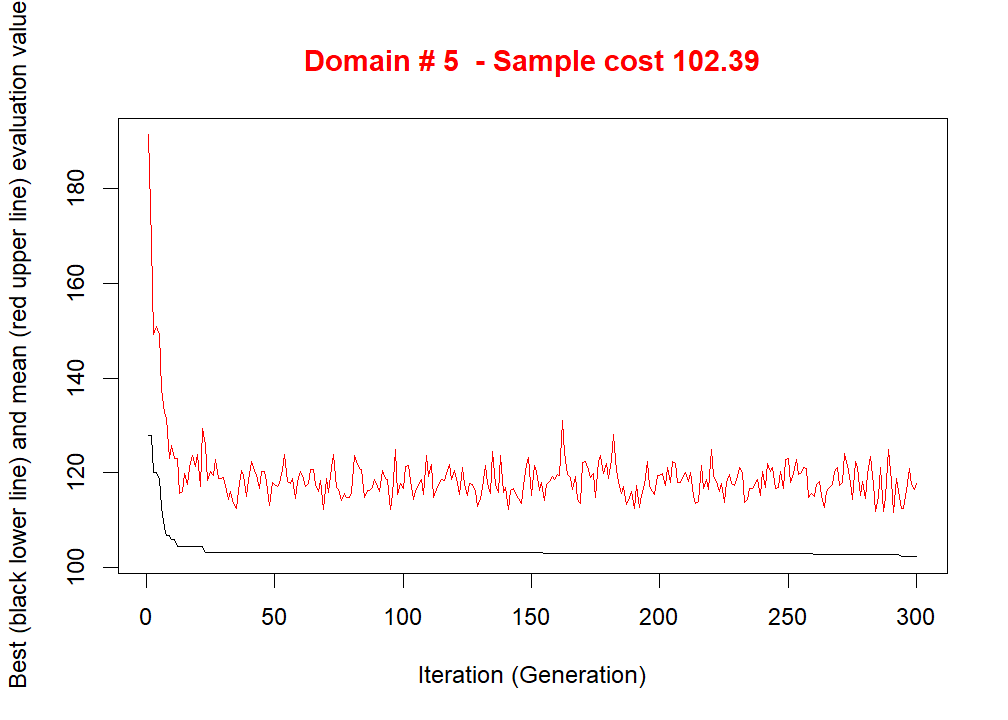 Domain # 5  - Sample cost 102.39
Best (black lower line) and mean (red upper line) evaluation value
180
160
140
120
100
0 50 100 150 200 250 300
Iteration (Generation)